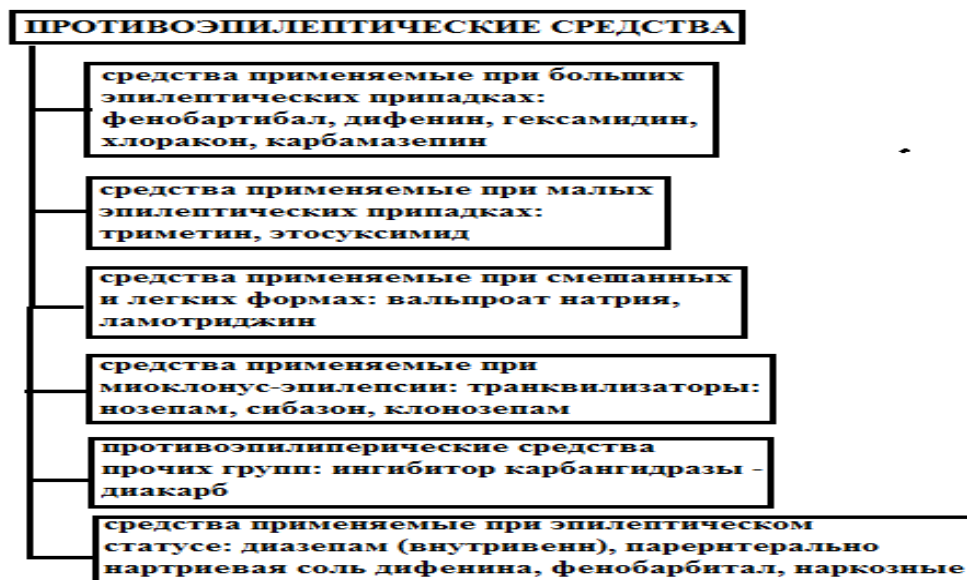 ПРОТИВОЭПИЛЕПТИЧЕСКИЕ СРЕДСТВА
средства применяемые при больших
эпилептических припадках:
фенобартибал, дифенин, гексамидин,
хлоракон, карбамазепин
средства применяемые при малых
эпилептических припадках:
триметин, этосуксимид
средства применяемые при смешанных
и легких формах: вальпроат натрия,
ламотриджин
средства применяемые при
миоклонус-эпилепсии: транквилизаторы:
нозепам, сибазон, клонозепам
противоэпилиперические средства
прочих групп: ингибитор карбангидразы -
диакарб
средства применяемые при эпилептическом
статусе: диазепам (внутривенн), парернтерально
нартриевая соль дифенина, фенобарбитал, наркозные